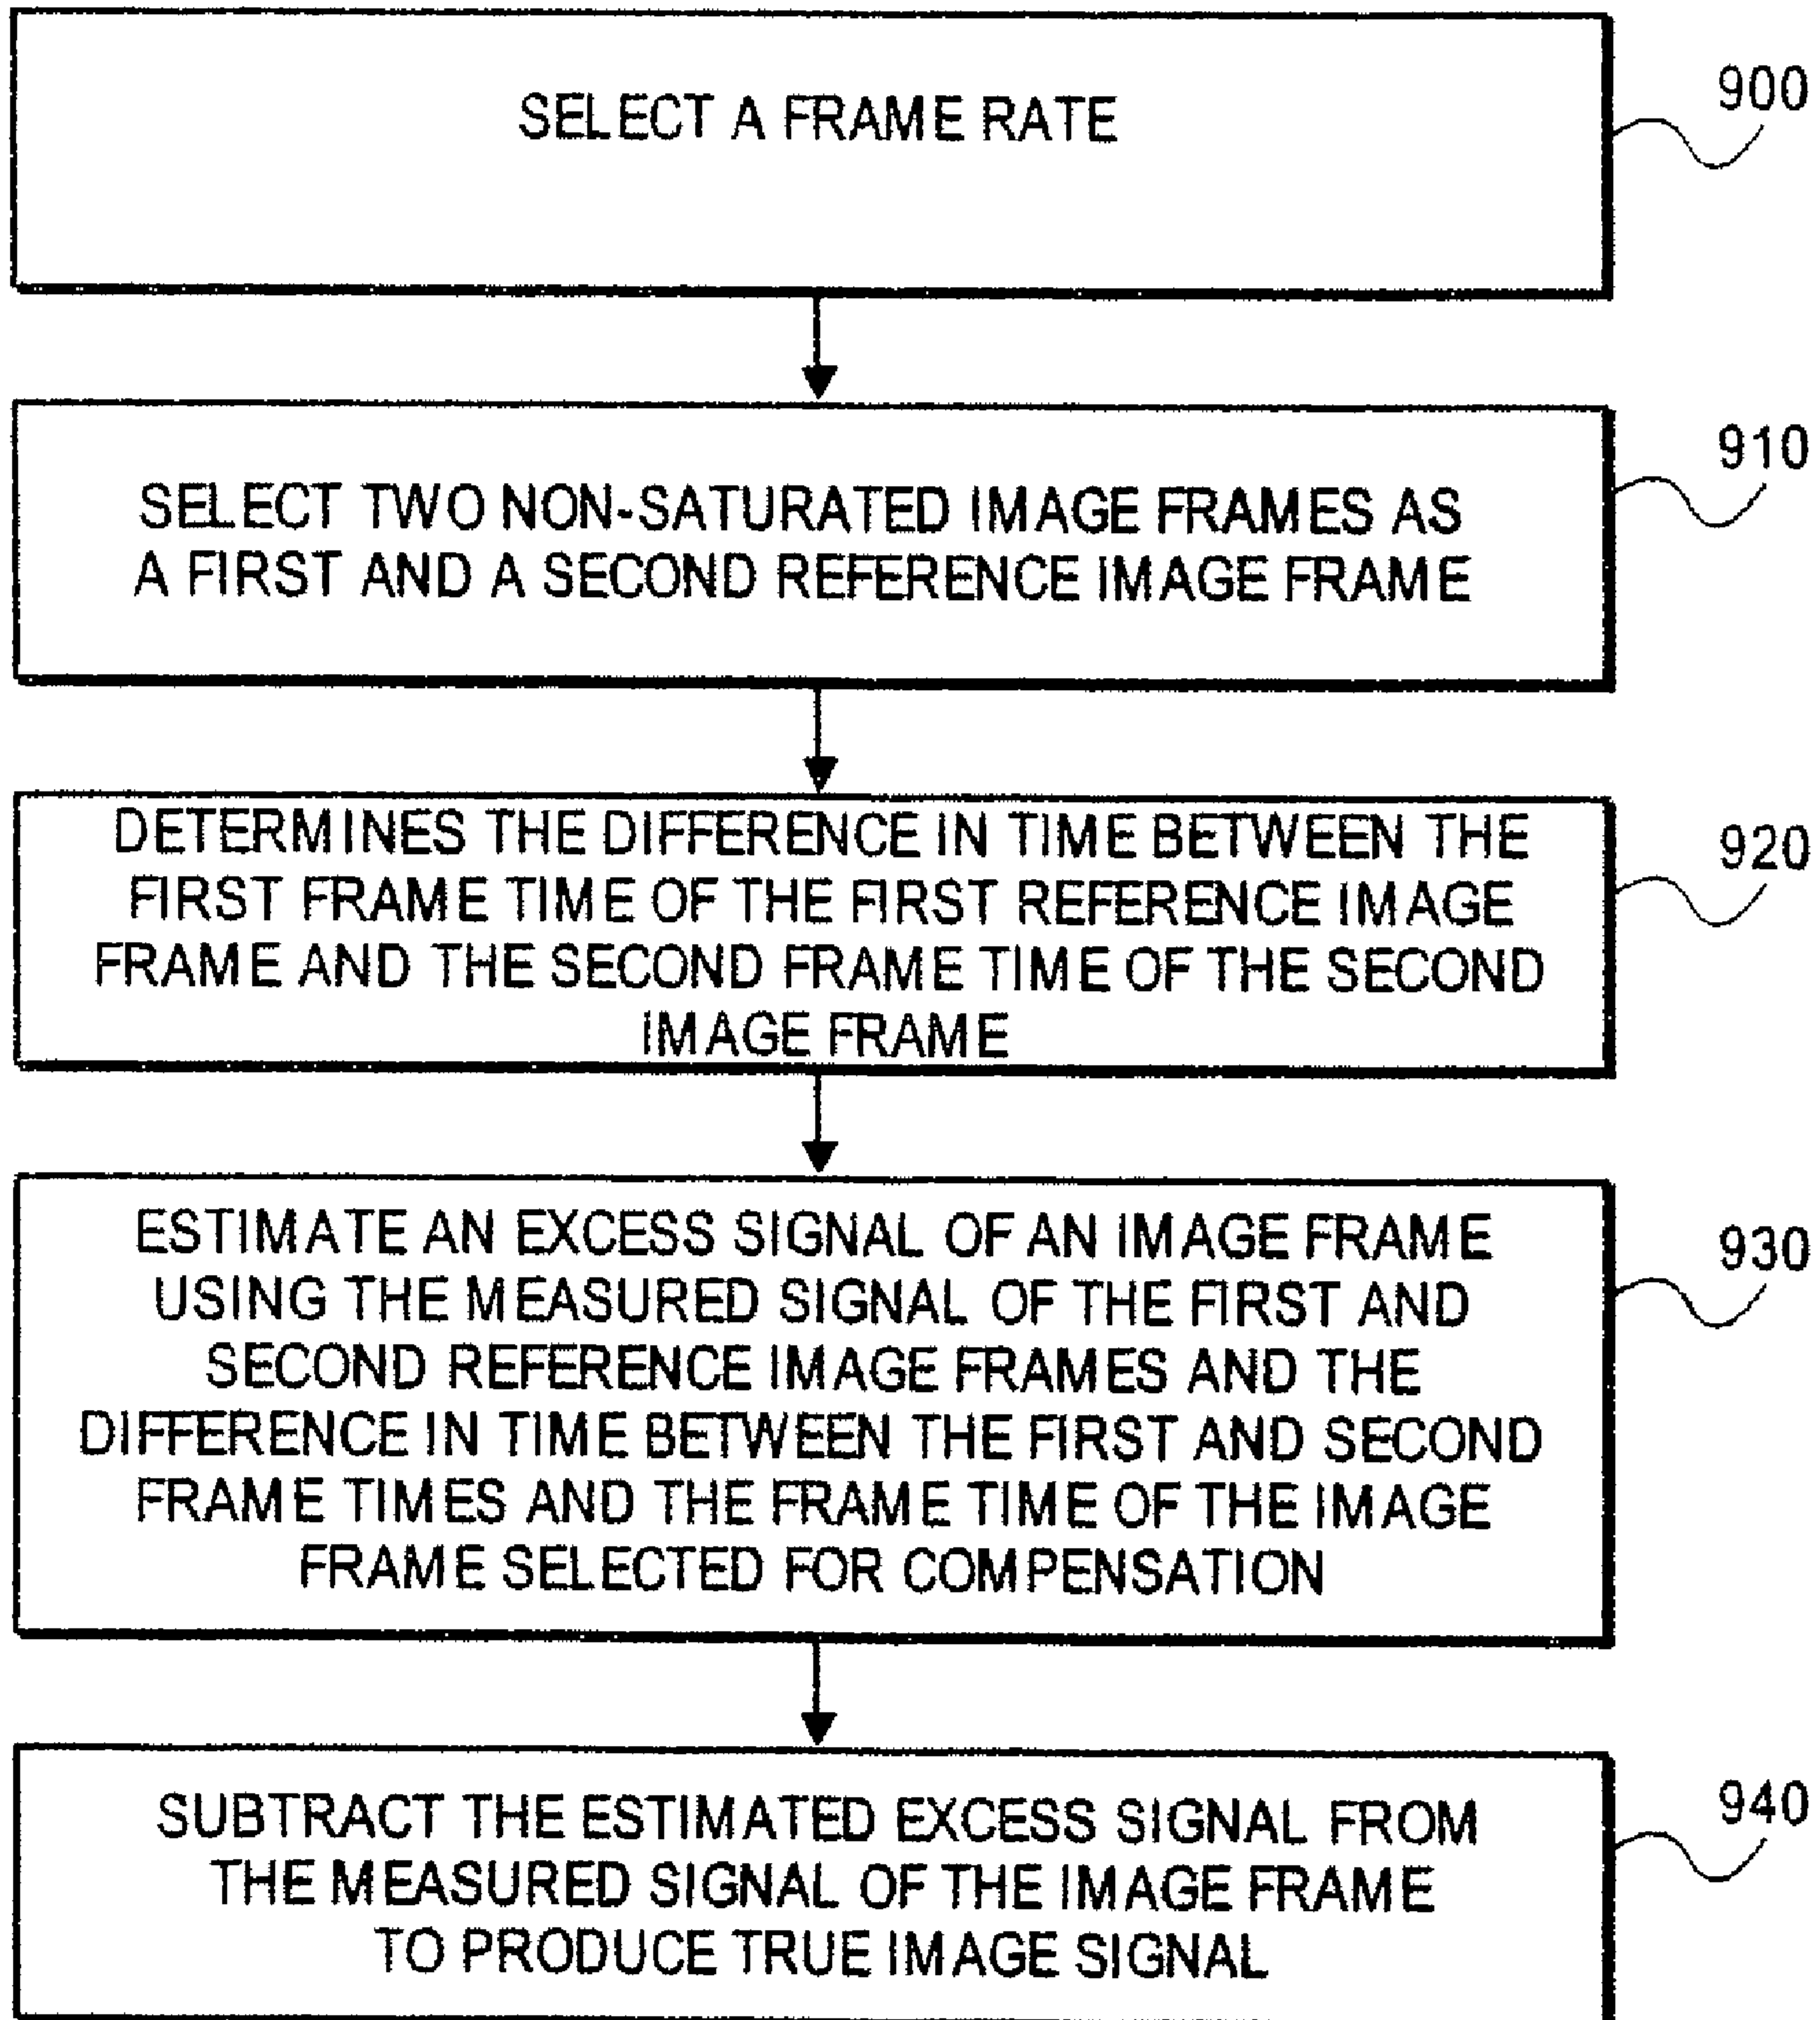 SELECT A FRAME RATE
900
SELECT TWO NON-SATURATED IMAGE FRAMES AS
A FIRST AND A SECOND REFERENCE IMAGE FRAME
910
DETERMINES THE DIFFERENCE IN TIME BETWEEN THE
FIRST FRAME TIME OF THE FIRST REFERENCE IMAGE
FRAME AND THE SECOND FRAME TIME OF THE SECOND
IMAGE FRAME
920
ESTIMATE AN EXCESS SIGNAL OF AN IMAGE FRAME
USING THE MEASURED SIGNAL OF THE FIRST AND
SECOND REFERENCE IMAGE FRAMES AND THE
DIFFERENCE IN TIME BETWEEN THE FIRST AND SECOND
FRAME TIMES AND THE FRAME TIME OF THE IMAGE
FRAME SELECTED FOR COMPENSATION
930
SUBTRACT THE ESTIMATED EXCESS SIGNAL FROM
THE MEASURED SIGNAL OF THE IMAGE FRAME
TO PRODUCE TRUE IMAGE SIGNAL
940